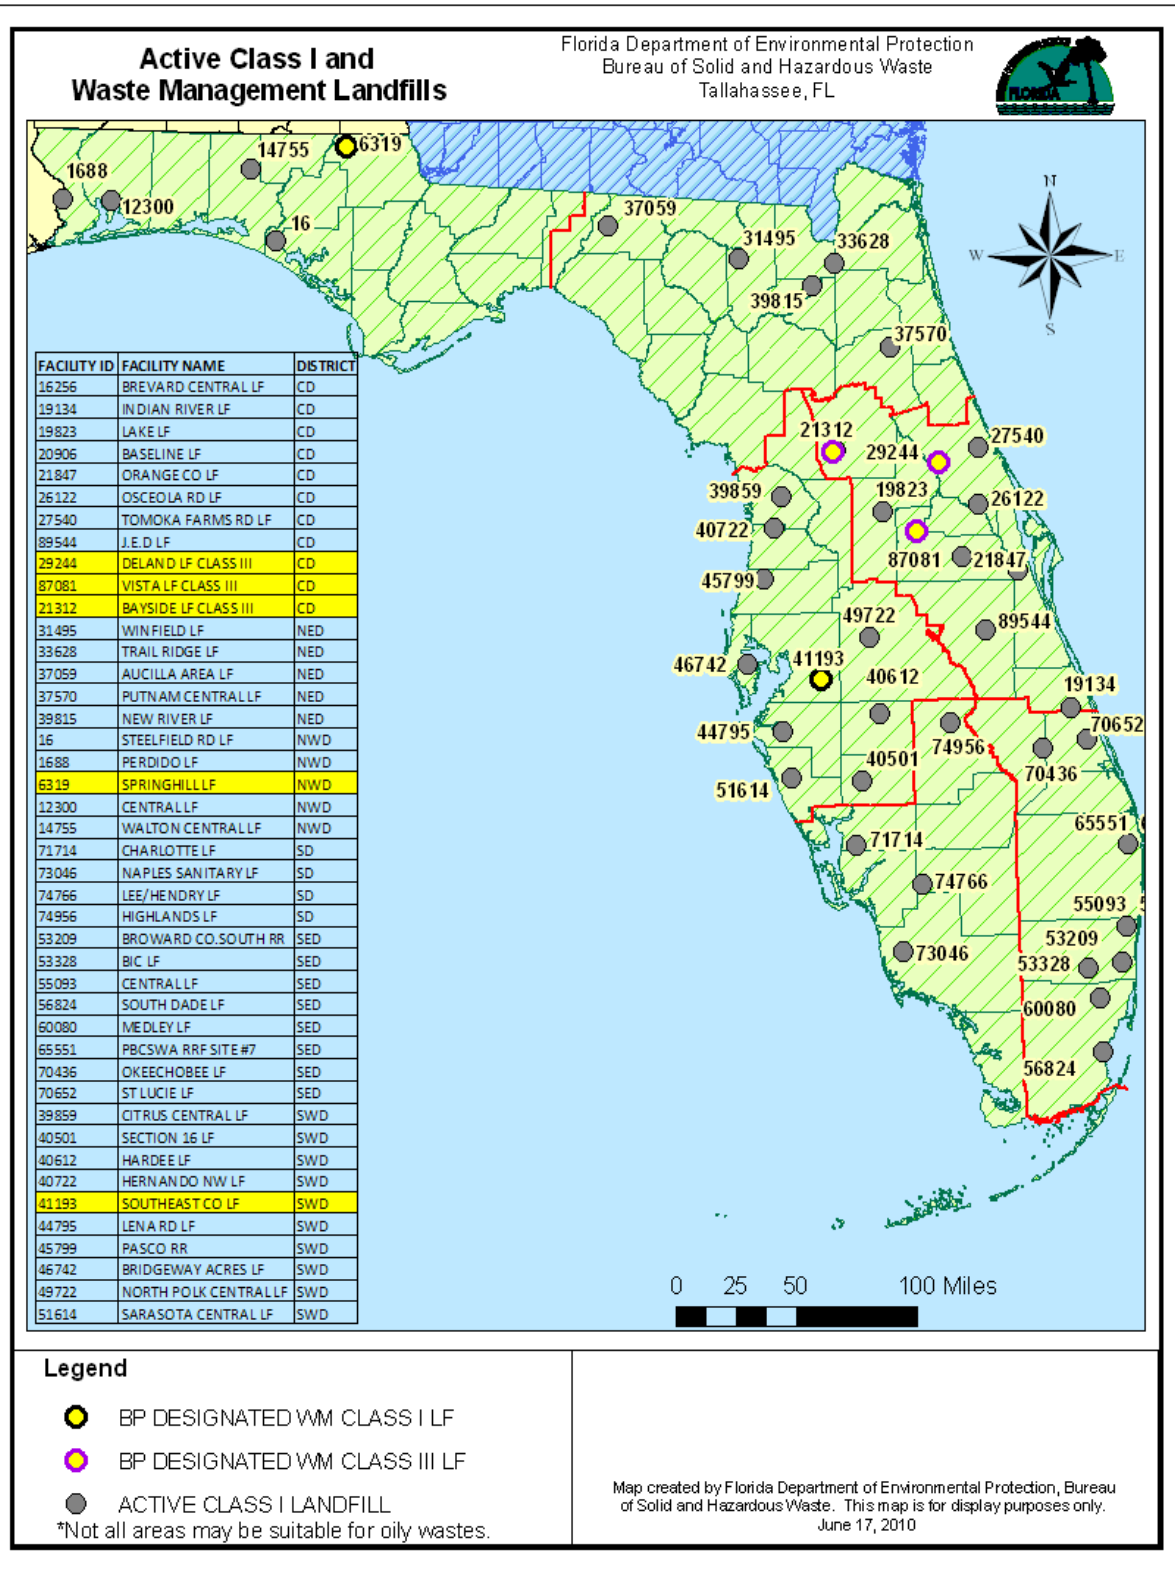 Active Class I and
Waste Management Landfills
Florida Department of Environmental Protection
Bureau of Solid and Hazardous Waste
Tallahassee, FL
FLORIDA
14755
6319
1688
12300
16
37059
31495
33628
39815
37570
N
W
E
S
21312
29244
27540
39859
19823
26122
40722
87081
21847
45799
49722
89544
46742
41193
40612
19134
44795
74956
70652
40501
70436
51614
71714
65551
74766
55093
53209
73046
53328
60080
56824
FACILITY ID FACILITY NAME DISTRICT
16256 BREVARD CENTRAL LF CD
19134 INDIAN RIVER LF CD
19823 LAKE LF CD
20906 BASELINE LF CD
21847 ORANGE CO LF CD
26122 OSCEOLA RD LF CD
27540 TOMOKA FARMS RD LF CD
89544 J.E.D LF CD
29244 DELAND LF CLASS III CD
87081 VISTA LF CLASS III CD
21312 BAYSIDE LF CLASS III CD
31495 WINFIELD LF NED
33628 TRAIL RIDGE LF NED
37059 AUCILLA AREA LF NED
37570 PUTNAM CENTRAL LF NED
39815 NEW RIVER LF NED
16 STEELFIELD RD LF NWD
1688 PERDIDO LF NWD
6319 SPRINGHILL LF NWD
12300 CENTRAL LF NWD
14755 WALTON CENTRAL LF NWD
71714 CHARLOTTE LF SD
73046 NAPLES SANITARY LF SD
74766 LEE/HENDRY LF SD
74956 HIGHLANDS LF SD
53209 BROWARD CO.SOUTH RR SED
53328 BIC LF SED
55093 CENTRAL LF SED
56824 SOUTH DADE LF SED
60080 MEDLEY LF SED
65551 PBCSWA RRF SITE #7 SED
70436 OKEECHOBEE LF SED
70652 ST LUCIE LF SED
39859 CITRUS CENTRAL LF SWD
40501 SECTION 16 LF SWD
40612 HARDEE LF SWD
40722 HERNANDO NW LF SWD
41193 SOUTHEAST CO LF SWD
44795 LENA RD LF SWD
45799 PASCO RR SWD
46742 BRIDGEWAY ACRES LF SWD
49722 NORTH POLK CENTRAL LF SWD
51614 SARASOTA CENTRAL LF SWD
0 25 50 100 Miles
Legend
BP DESIGNATED WM CLASS I LF
BP DESIGNATED WM CLASS III LF
ACTIVE CLASS I LANDFILL
*Not all areas may be suitable for oily wastes.
Map created by Florida Department of Environmental Protection, Bureau
of Solid and Hazardous Waste. This map is for display purposes only.
June 17, 2010